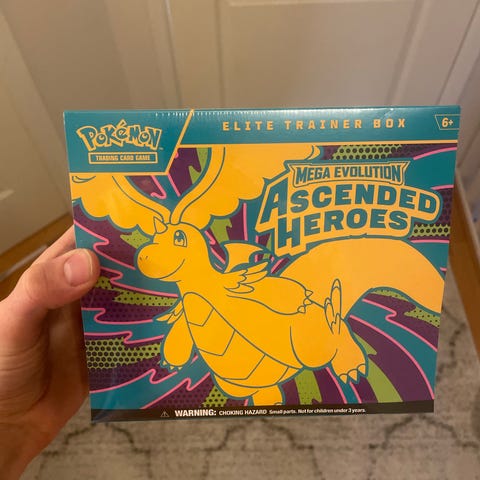 POKéMON
TRADING CARD GAME
ELITE TRAINER BOX
6+
MEGA EVOLUTION
ASCENDED
HEROES
WARNING: CHOKING HAZARD Small parts. Not for children under 3 years.